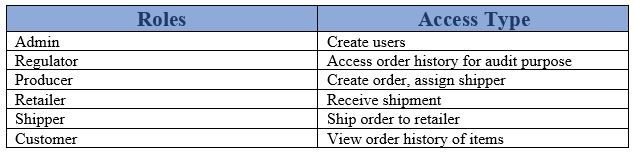 Roles Access Type
Admin Create users
Regulator Access order history for audit purpose
Producer Create order, assign shipper
Retailer Receive shipment
Shipper Ship order to retailer
Customer View order history of items